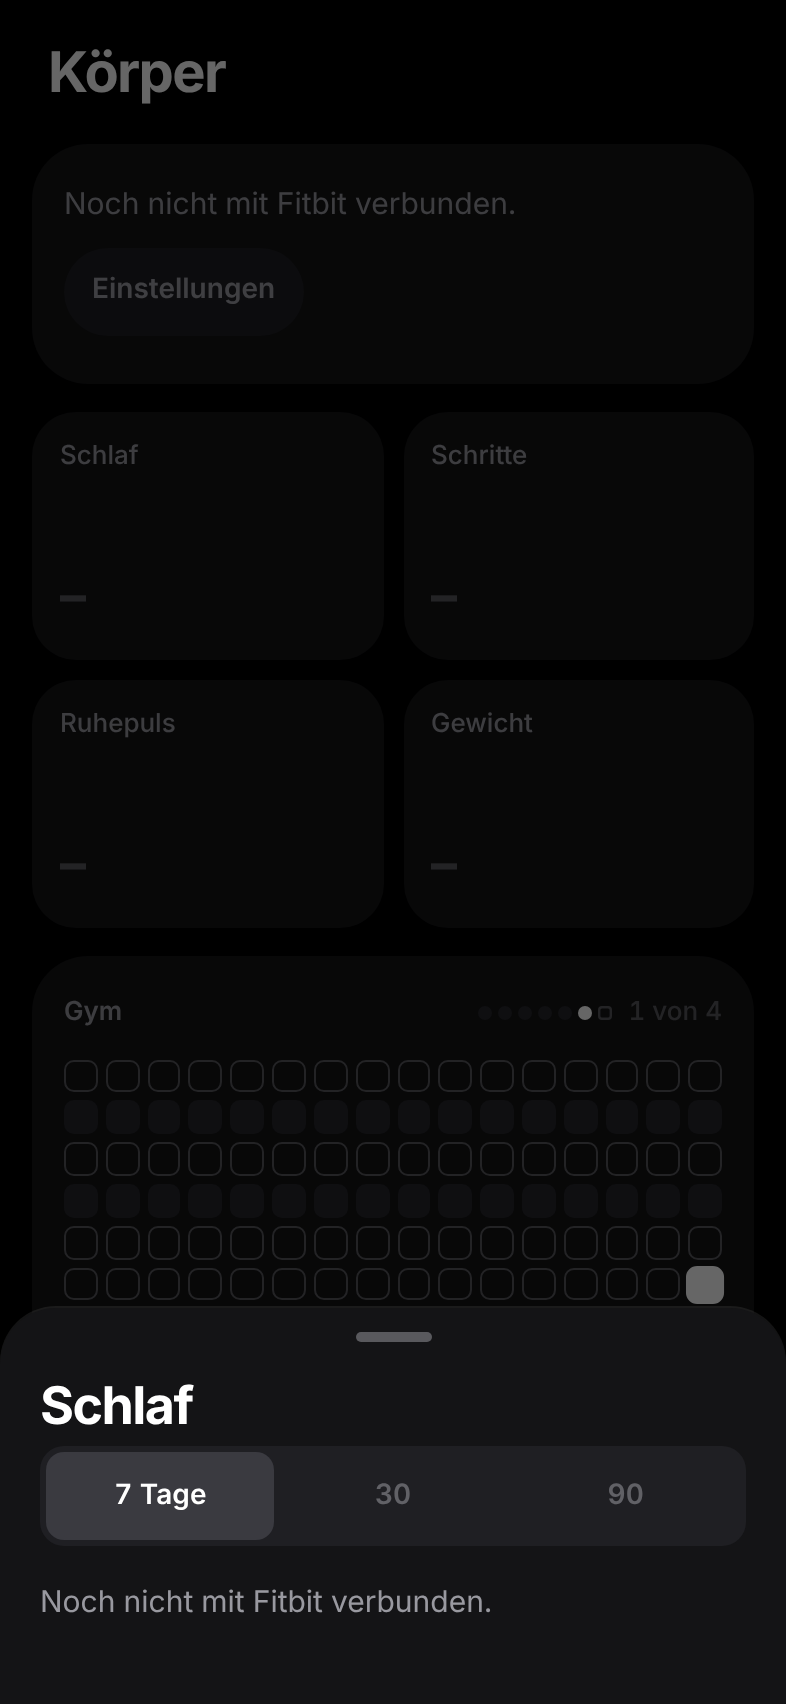 Körper
Noch nicht mit Fitbit verbunden.
Einstellungen
Schlaf
Schritte
–
–
Ruhepuls
Gewicht
–
–
Gym
1 von 4
Schlaf
7 Tage
30
90
Noch nicht mit Fitbit verbunden.